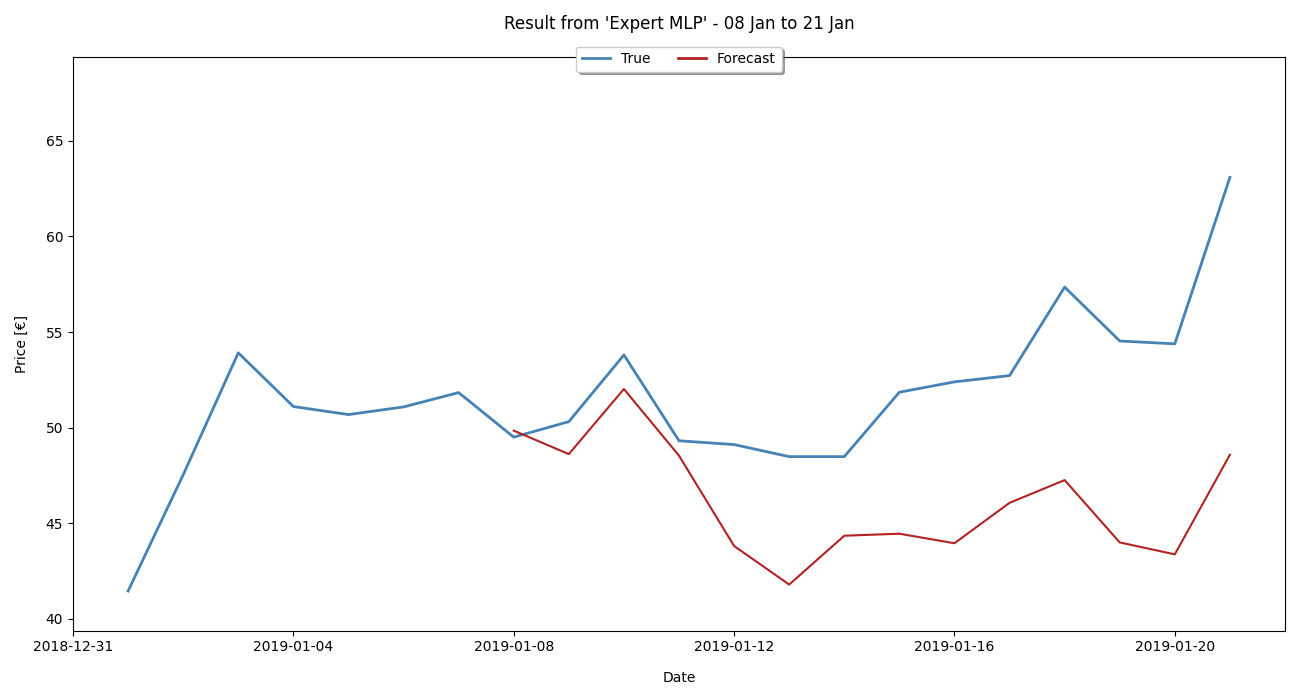 Result from 'Expert MLP' - 08 Jan to 21 Jan
True Forecast
65
60
55
50
45
40
Price [€]
2018-12-31 2019-01-04 2019-01-08 2019-01-12 2019-01-16 2019-01-20
Date